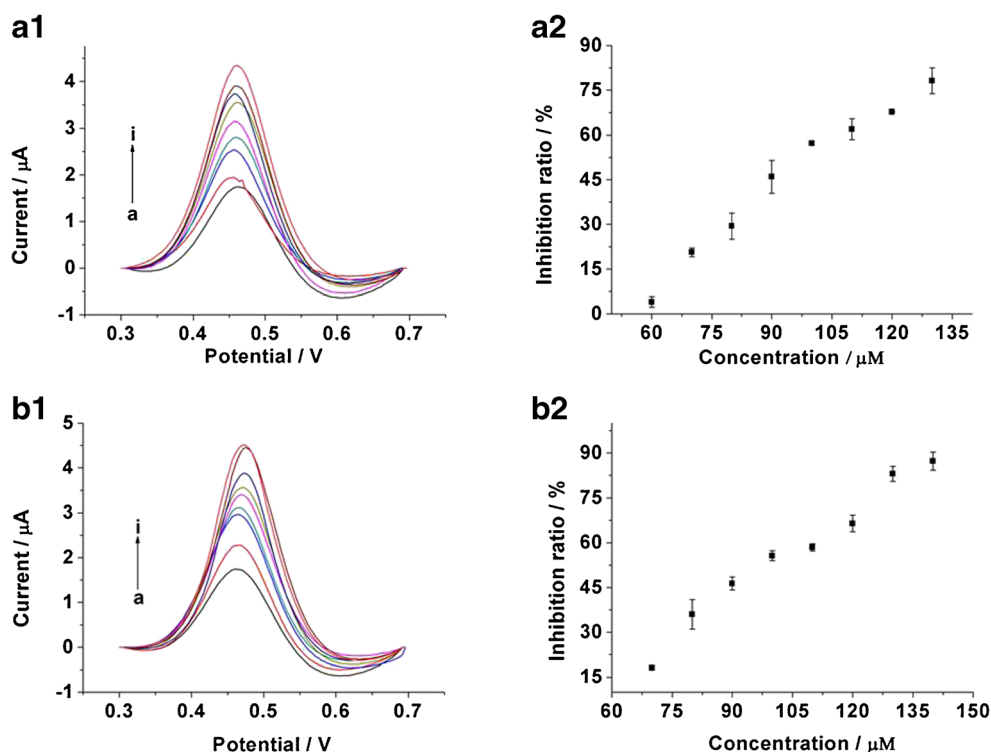 a1
4
3
2
1
0
-1
Current / μA
i
a
0.3 0.4 0.5 0.6 0.7
Potential / V
a2
90
75
60
45
30
15
0
Inhibition ratio / %
60 75 90 105 120 135
Concentration / μM
b1
5
4
3
2
1
0
-1
Current / μA
i
a
0.3 0.4 0.5 0.6 0.7
Potential / V
b2
90
75
60
45
30
15
Inhibition ratio / %
60 75 90 105 120 135 150
Concentration / μM